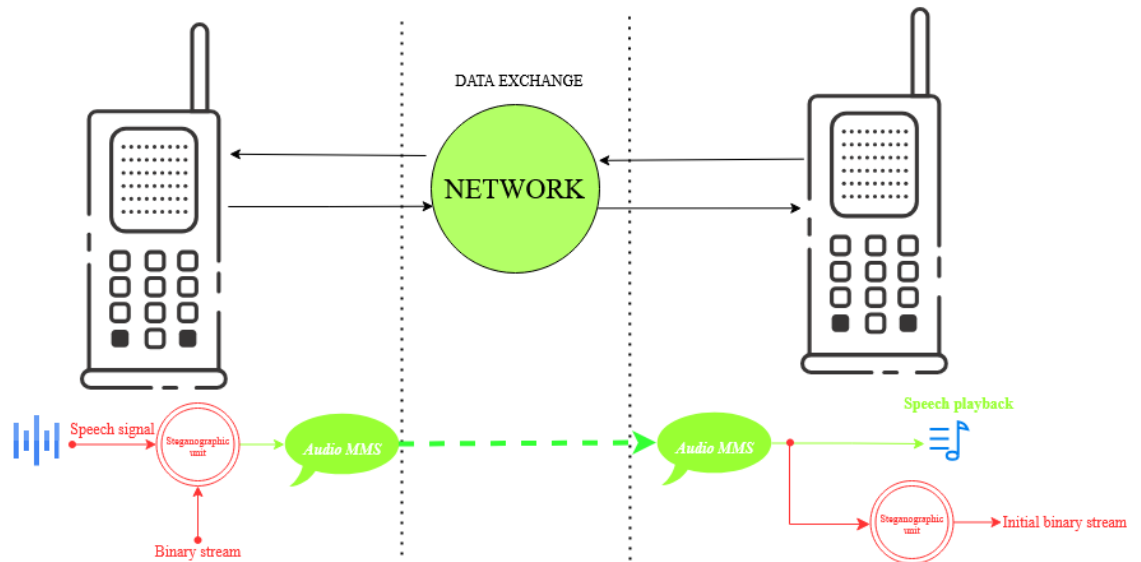 DATA EXCHANGE
NETWORK
Speech playback
Speech signal
Steganographic
unit
Audio MMS
Audio MMS
Steganographic
unit
Initial binary stream
Binary stream